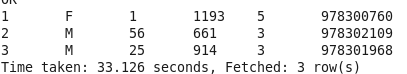 OK
1 F 1 1193 5 978300760
2 M 56 661 3 978302109
3 M 25 914 3 978301968
Time taken: 33.126 seconds, Fetched: 3 row(s)